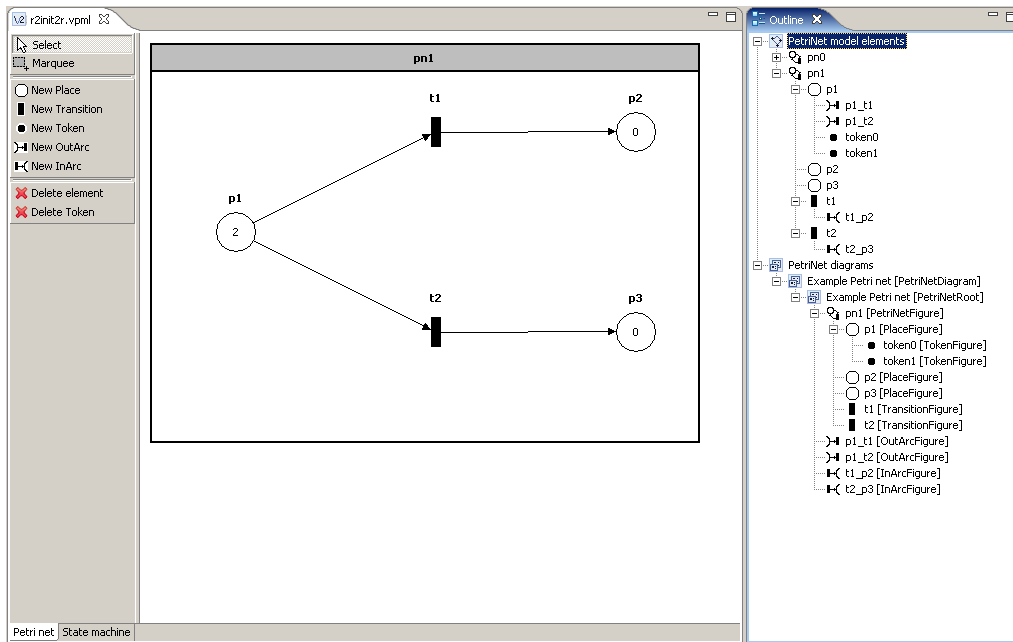 r2init2r.vpml
Select
Marquee
New Place
New Transition
New Token
New OutArc
New InArc
Delete element
Delete Token
pn1
t1
p2
0
p1
2
t2
p3
0
Petri net
State machine
Outline
PetriNet model elements
pn0
pn1
p1
p1_t1
p1_t2
token0
token1
p2
p3
t1
t1_p2
t2
t2_p3
PetriNet diagrams
Example Petri net [PetriNetDiagram]
Example Petri net [PetriNetRoot]
pn1 [PetriNetFigure]
p1 [PlaceFigure]
token0 [TokenFigure]
token1 [TokenFigure]
p2 [PlaceFigure]
p3 [PlaceFigure]
t1 [TransitionFigure]
t2 [TransitionFigure]
p1_t1 [OutArcFigure]
p1_t2 [OutArcFigure]
t1_p2 [InArcFigure]
t2_p3 [InArcFigure]